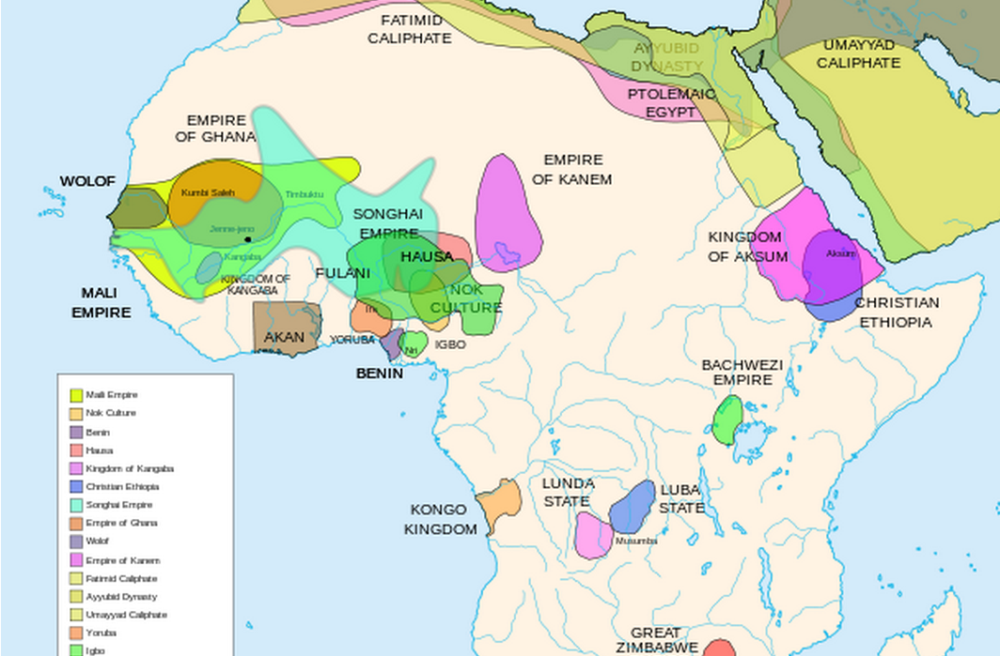 FATIMID
CALIPHATE
AYYUBID
DYNASTY
UMAYYAD
CALIPHATE
PTOLEMAIC
EGYPT
EMPIRE
OF GHANA
WOLOF
Kumbi Saleh
Timbuktu
Jenne-jeno
Kangaba
EMPIRE
OF KANEM
SONGHAI
EMPIRE
HAUSA
FULANI
KINGDOM OF
KANGABA
MALI
EMPIRE
NOK
CULTURE
KINGDOM
OF AKSUM
Aksum
CHRISTIAN
ETHIOPIA
AKAN
Ife
YORUBA
Nri
IGBO
BENIN
BACHWEZI
EMPIRE
KONGO
KINGDOM
LUNDA
STATE
LUBA
STATE
Musumba
GREAT
ZIMBABWE
Malli Empire
Nok Culture
Benin
Hausa
Kingdom of Kangaba
Christian Ethiopia
Songhai Empire
Empire of Ghana
Wolof
Empire of Kanem
Fatimid Caliphate
Ayyubid Dynasty
Umayyad Caliphate
Yoruba
Igbo